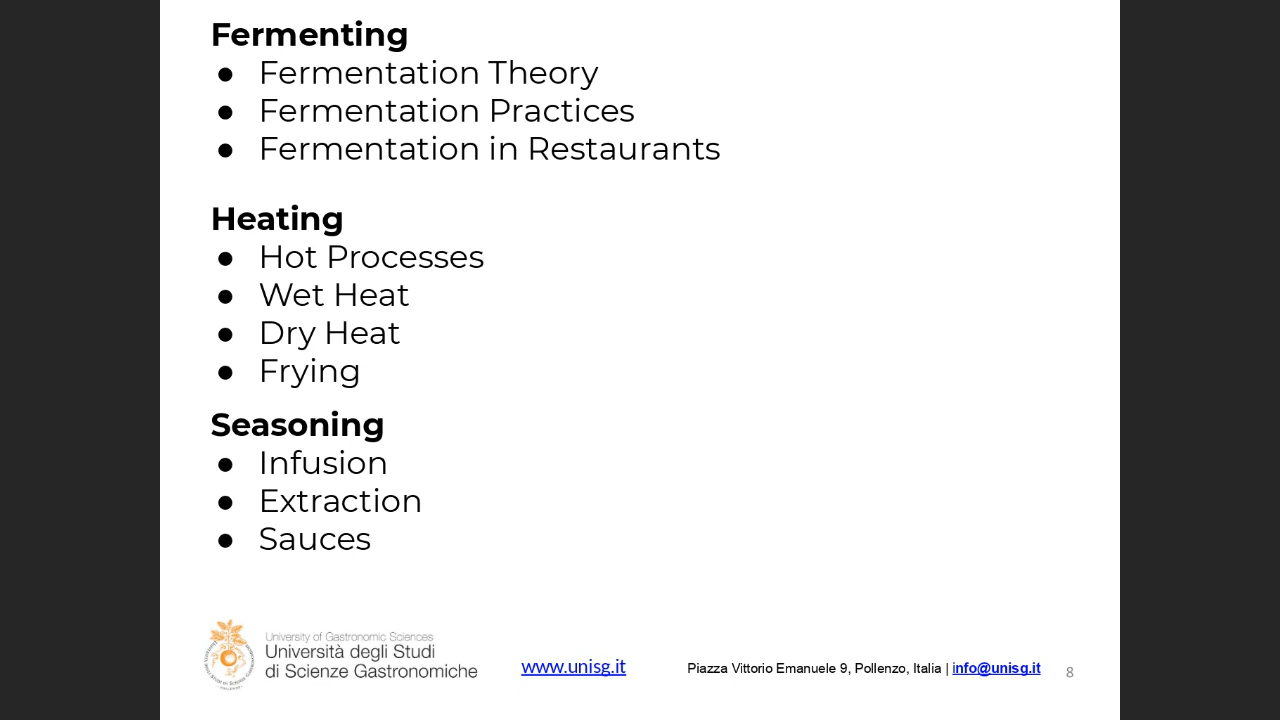 Fermenting
● Fermentation Theory
● Fermentation Practices
● Fermentation in Restaurants
Heating
● Hot Processes
● Wet Heat
● Dry Heat
● Frying
Seasoning
● Infusion
● Extraction
● Sauces
University of Gastronomic Sciences
Università degli Studi
di Scienze Gastronomiche
www.unisg.it
Piazza Vittorio Emanuele 9, Pollenzo, Italia | info@unisg.it
8